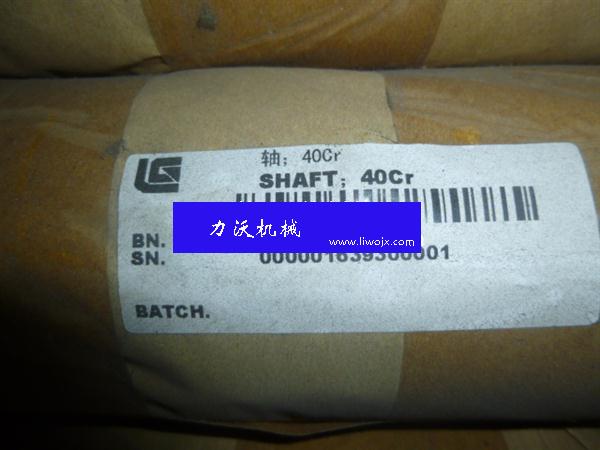 轴；40Cr
SHAFT；40Cr
力沃机械
www.liwojx.com
BN.
SN. 000001639300001
BATCH.